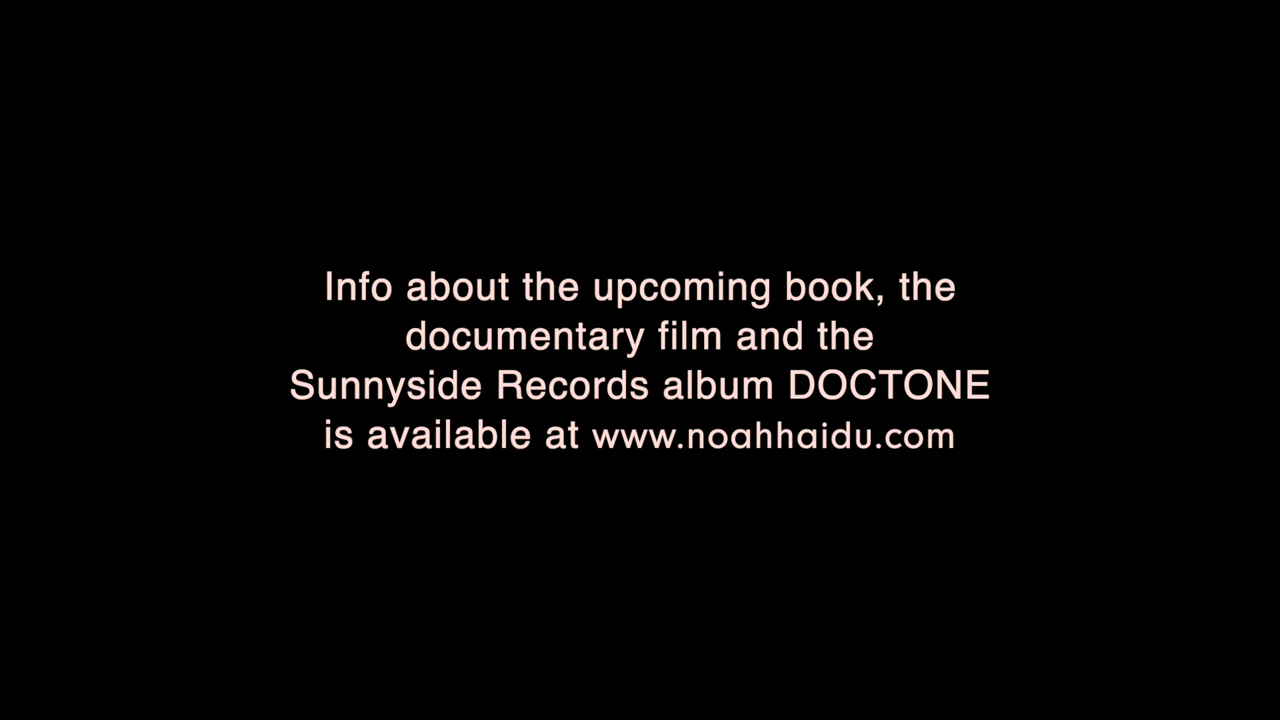 Info about the upcoming book, the
documentary film and the
Sunnyside Records album DOCTONE
is available at www.noahhaidu.com